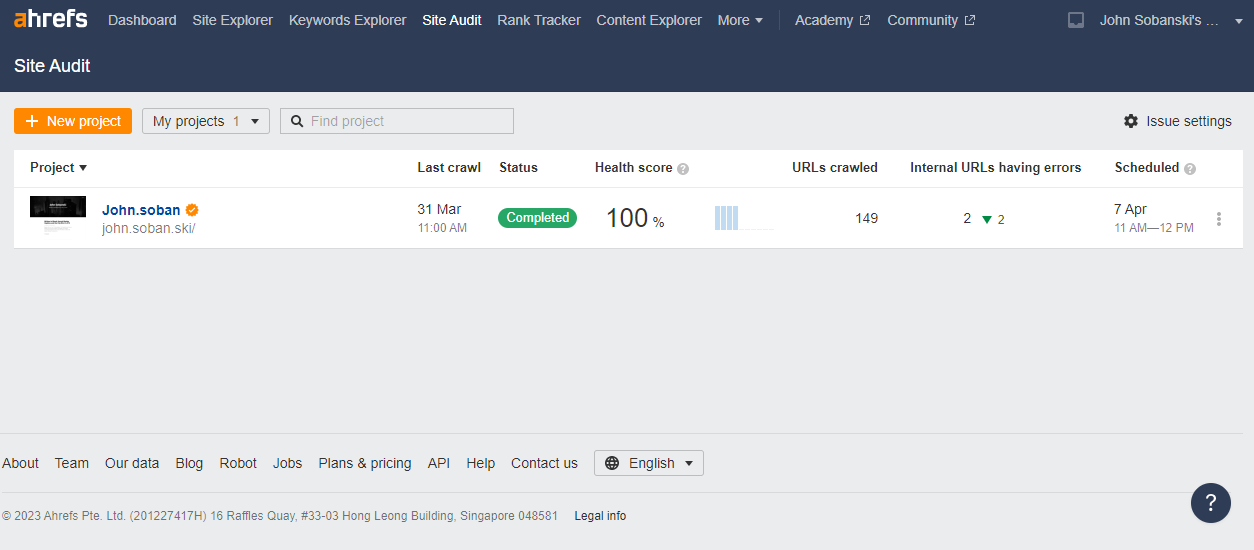 ahrefs Dashboard Site Explorer Keywords Explorer Site Audit Rank Tracker Content Explorer More Academy Community John Sobanski's ...
Site Audit
+ New project My projects 1 Find project Issue settings
Project Last crawl Status Health score ? URLs crawled Internal URLs having errors Scheduled ?
John.soban 31 Mar Completed 100 % 149 2 2 7 Apr
john.soban.ski/ 11:00 AM 11 AM—12 PM
About Team Our data Blog Robot Jobs Plans & pricing API Help Contact us English
© 2023 Ahrefs Pte. Ltd. (201227417H) 16 Raffles Quay, #33-03 Hong Leong Building, Singapore 048581 Legal info
?